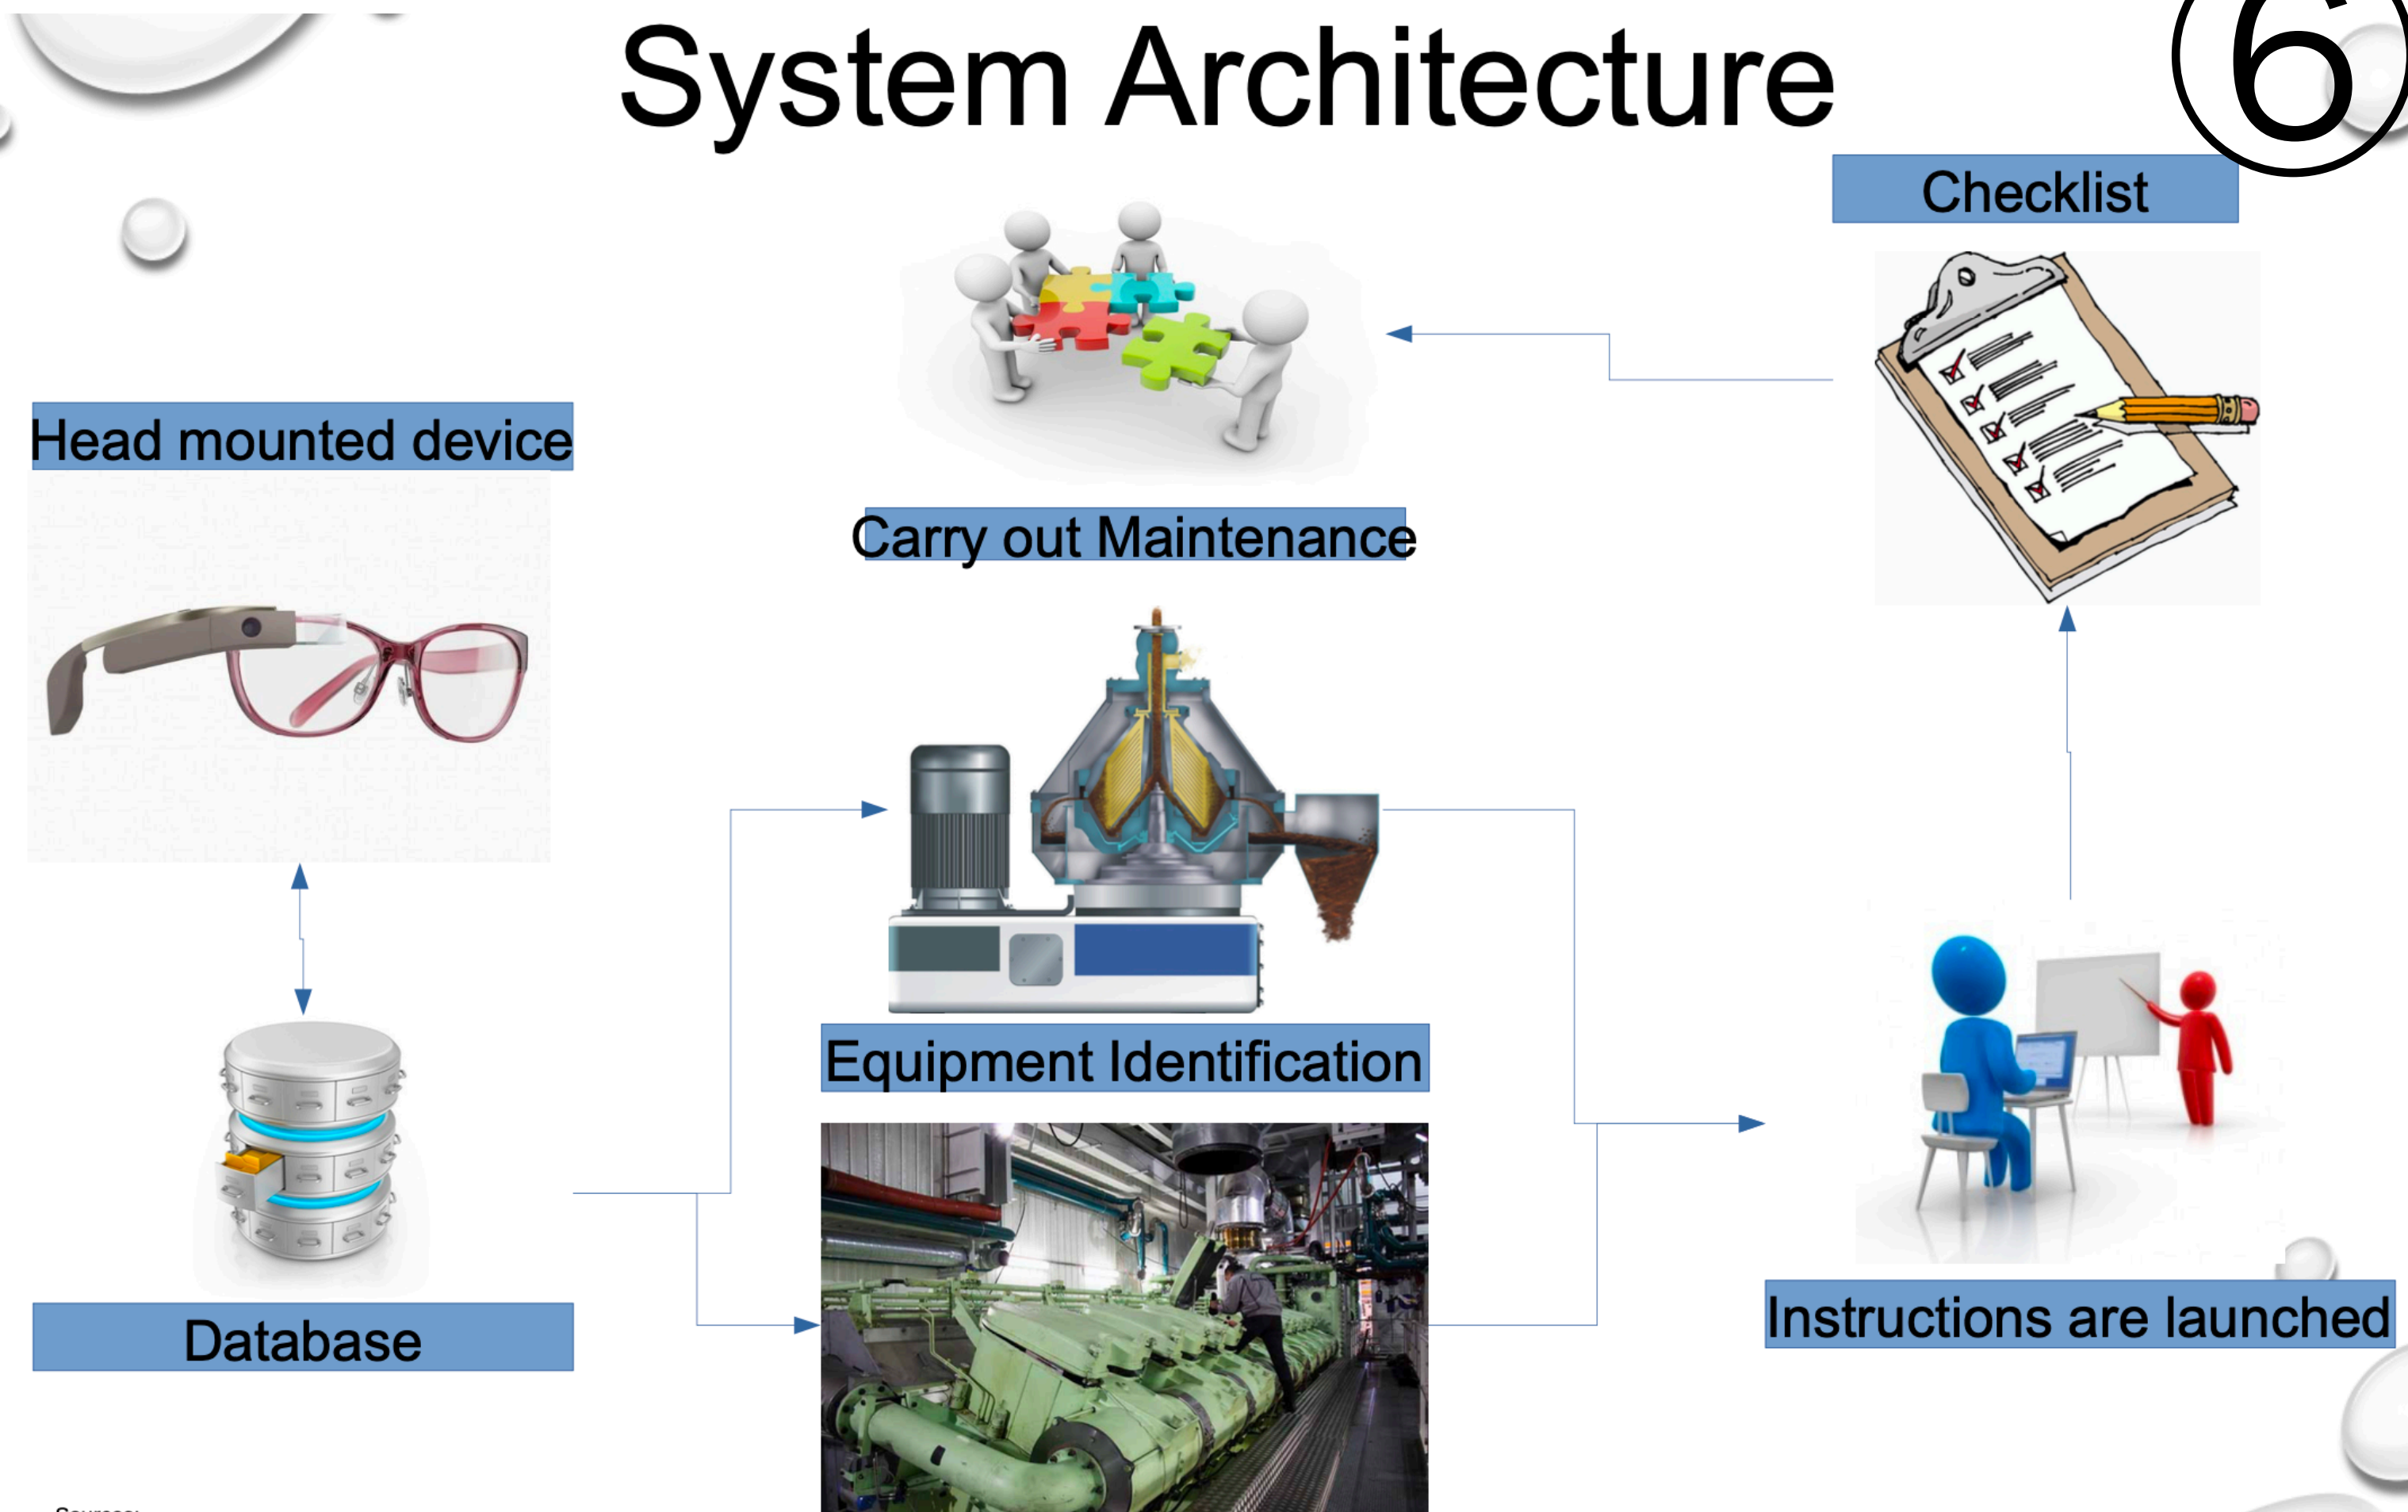 System Architecture
6
Checklist
Head mounted device
Carry out Maintenance
Equipment Identification
Database
Instructions are launched